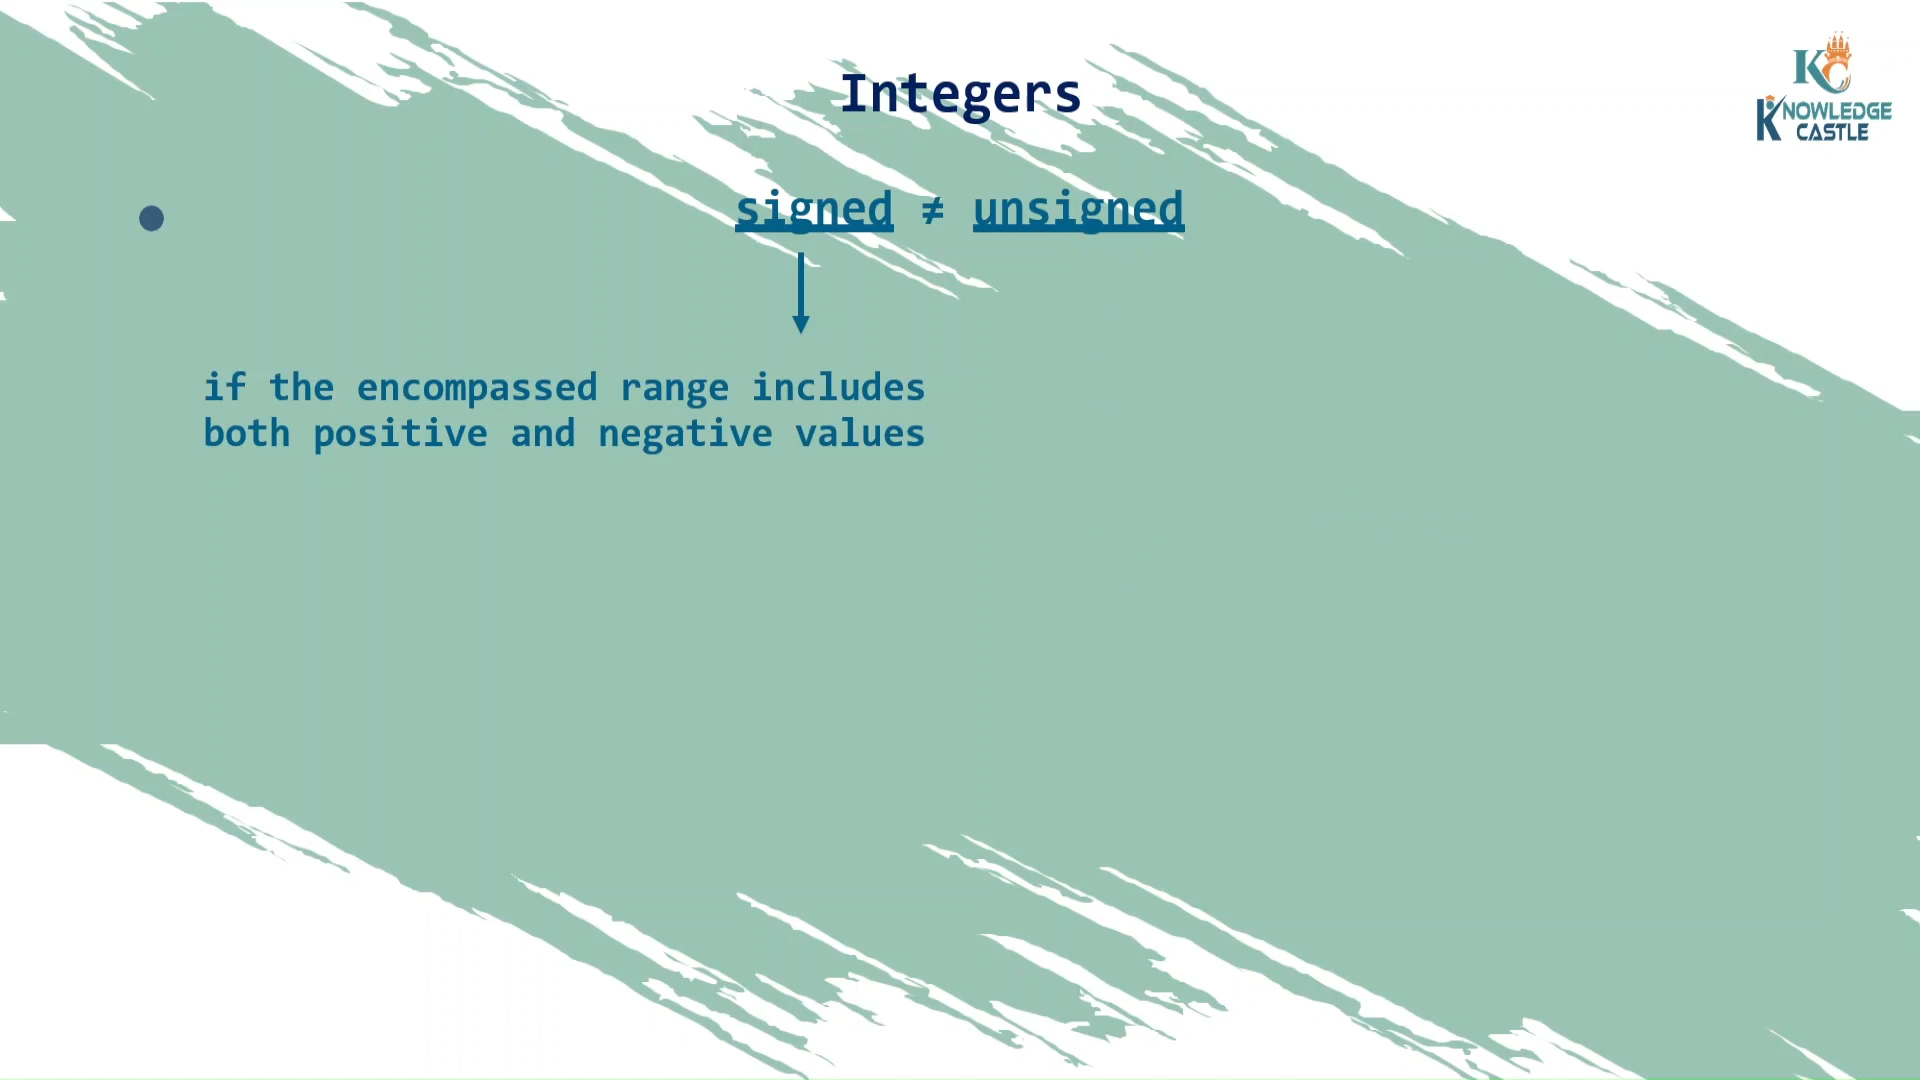 Integers
KC
KNOWLEDGE
CASTLE
signed ≠ unsigned
if the encompassed range includes
both positive and negative values